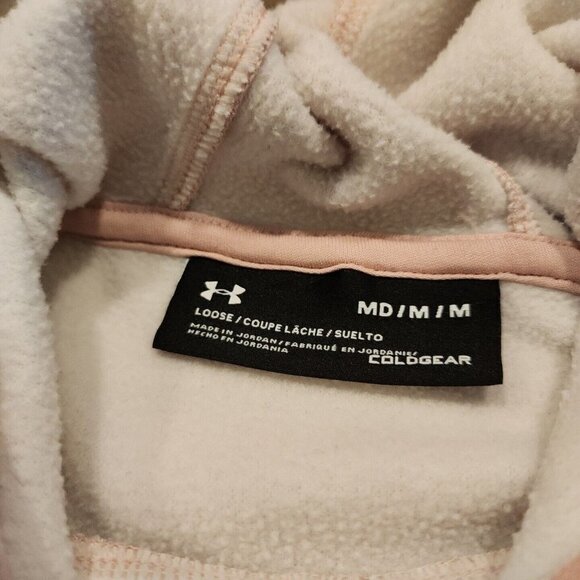 MD/M/M
LOOSE/COUPE LÂCHE/SUELTO
MADE IN JORDAN/FABRIQUÉ EN JORDANIE/
HECHO EN JORDANIA
COLDGEAR